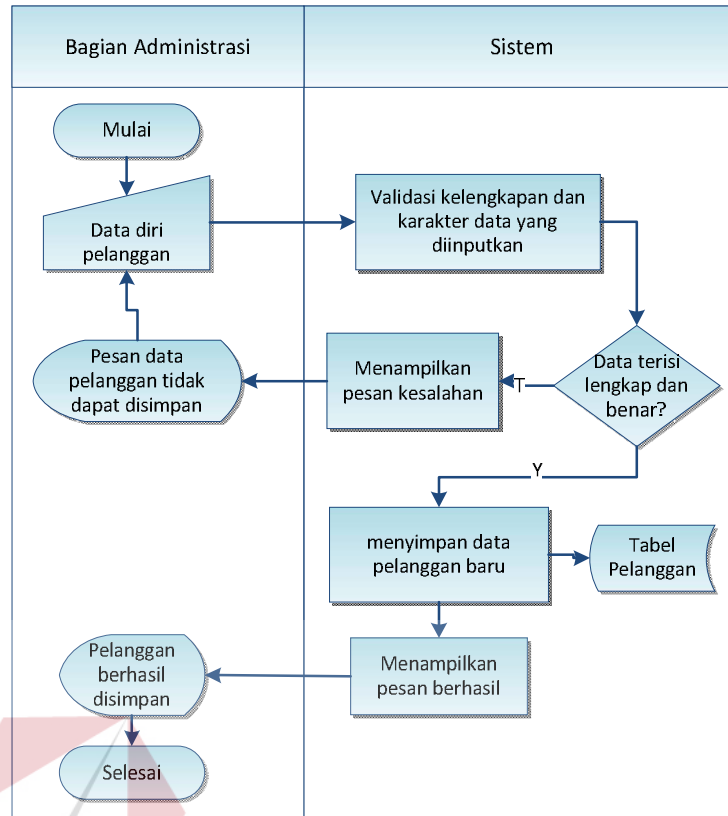 Bagian Administrasi
Sistem
Mulai
Data diri
pelanggan
Validasi kelengkapan dan
karakter data yang
diinputkan
Data terisi
lengkap dan
benar?
T
Menampilkan
pesan kesalahan
Pesan data
pelanggan tidak
dapat disimpan
Y
menyimpan data
pelanggan baru
Tabel
Pelanggan
Menampilkan
pesan berhasil
Pelanggan
berhasil
disimpan
Selesai